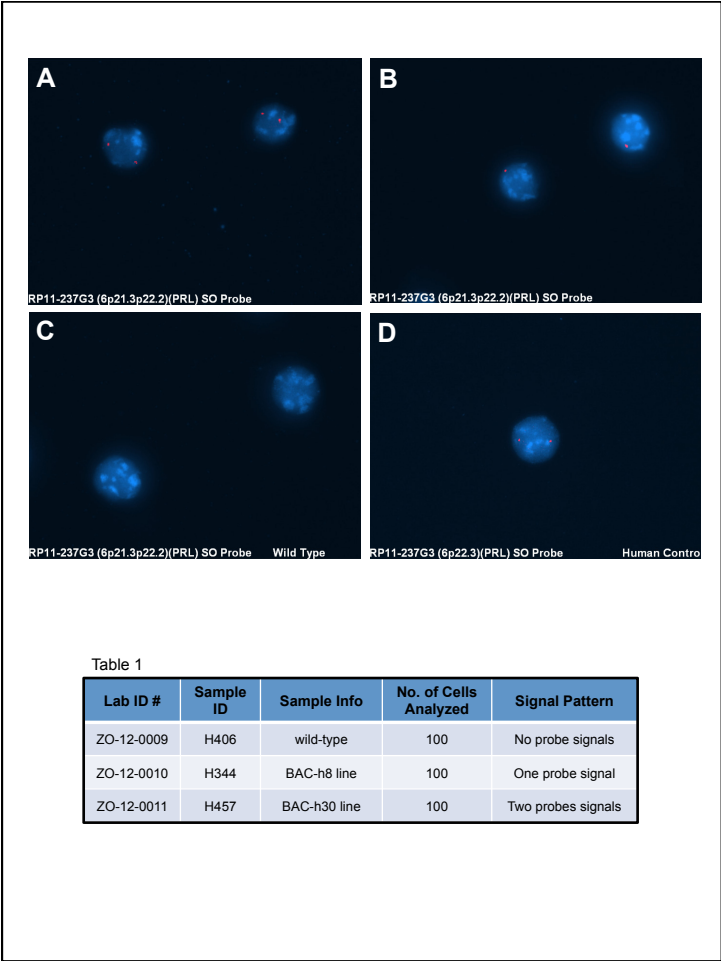 A
B
RP11-237G3 (6p21.3p22.2)(PRL) SO Probe
RP11-237G3 (6p21.3p22.2)(PRL) SO Probe
C
D
RP11-237G3 (6p21.3p22.2)(PRL) SO Probe Wild Type
RP11-237G3 (6p22.3)(PRL) SO Probe Human Contro
Table 1
Lab ID # Sample ID Sample Info No. of Cells Analyzed Signal Pattern
ZO-12-0009 H406 wild-type 100 No probe signals
ZO-12-0010 H344 BAC-h8 line 100 One probe signal
ZO-12-0011 H457 BAC-h30 line 100 Two probes signals